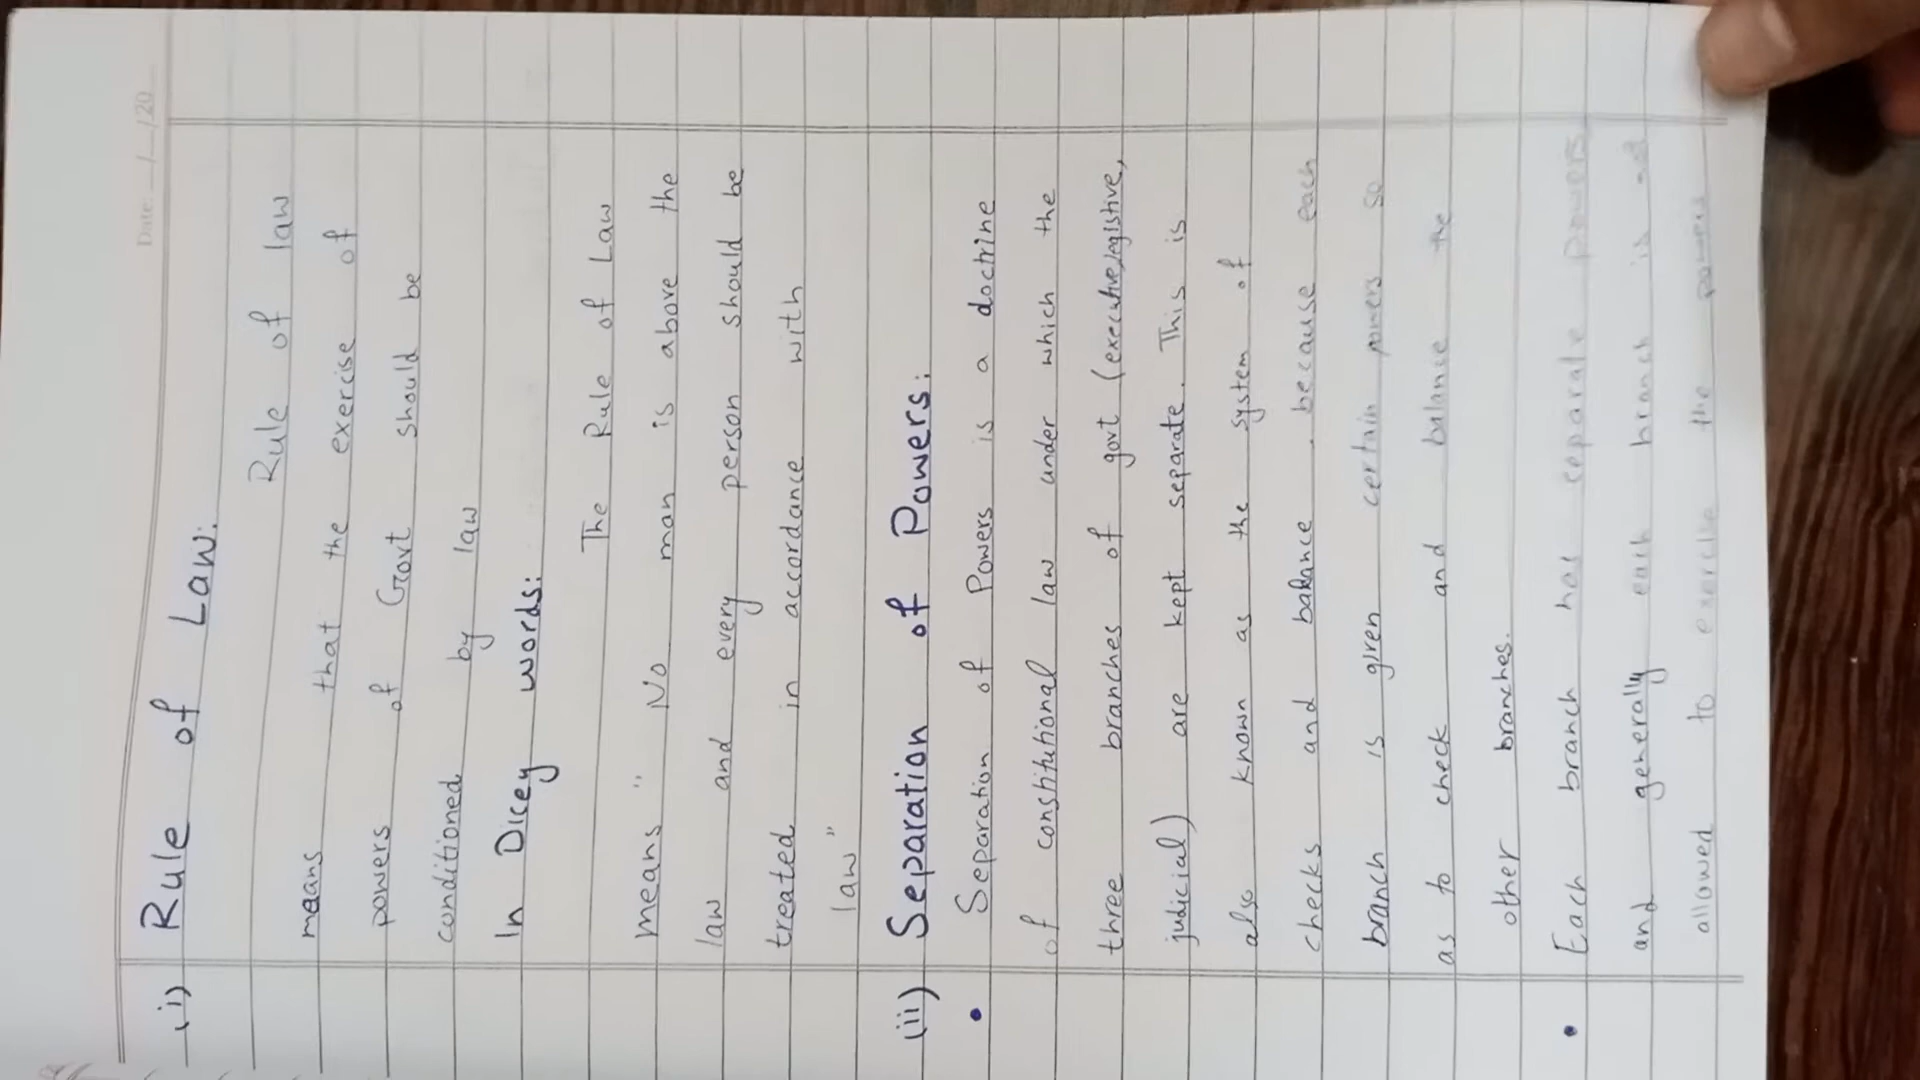 Date: __/__/20
(i) Rule of Law:
Rule of law
means that the exercise of
powers of Govt should be
conditioned by law
In Dicey words:
The Rule of Law
means " No man is above the
law and every person should be
treated in accordance with
law"
(ii) Separation of Powers:
• Separation of Powers is a doctrine
of constitutional law under which the
three branches of govt (executive, legistive,
judicial) are kept separate. This is
also known as the system of
checks and balance . because each
branch is given certain powers so
as to check and balance the
other branches.
• Each branch has separate powers
and generally each branch is not
allowed to exercise the powers